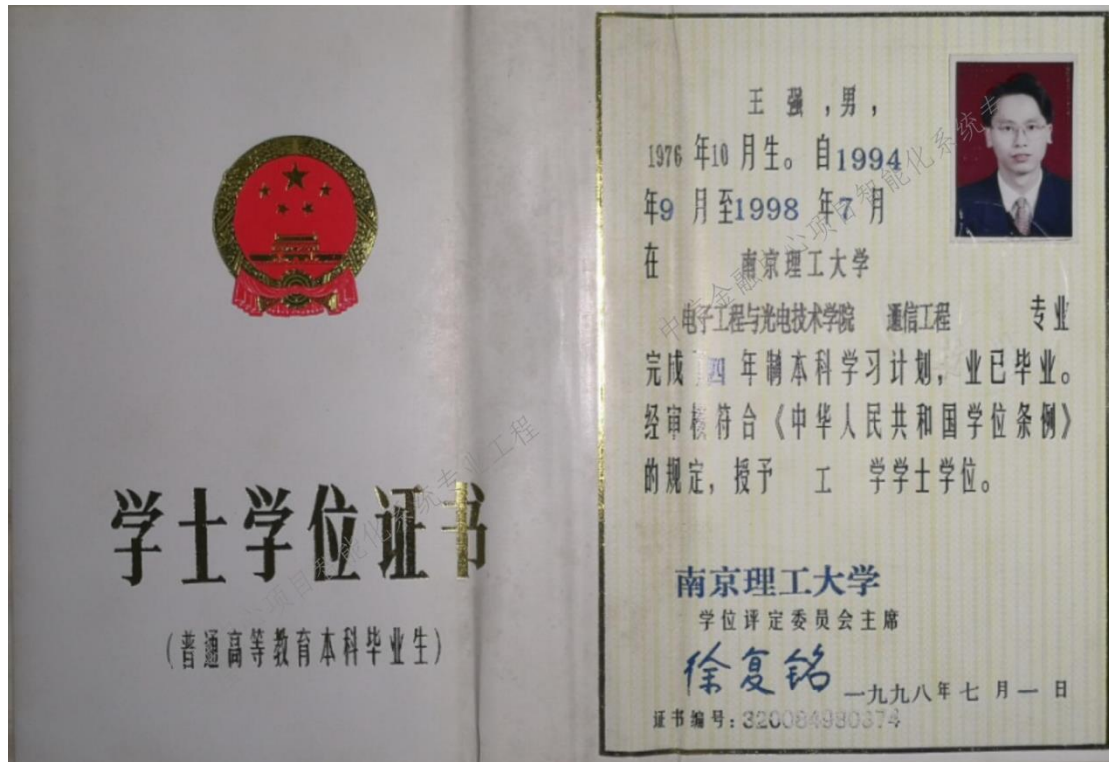 学士学位证书
(普通高等教育本科毕业生)
王 强 ,男,
1976 年10 月生。自1994
年9 月至1998 年7 月
在 南京理工大学
电子工程与光电技术学院 通信工程 专业
完成 四 年制本科学习计划,业已毕业。
经审核符合《中华人民共和国学位条例》
的规定,授予 工 学学士学位。
南京理工大学
学位评定委员会主席
徐复铭
一九九八年七月一日
证书编号:320084980374